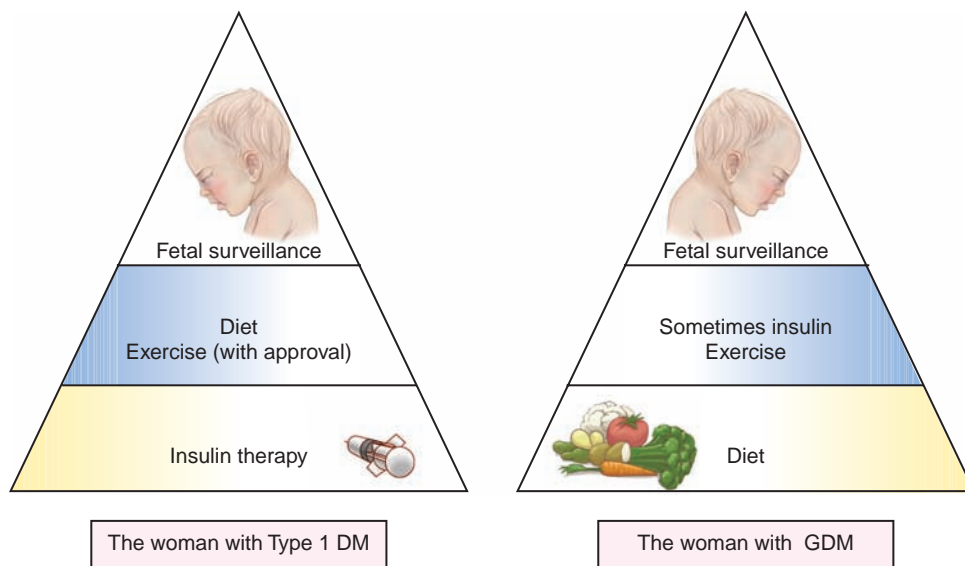 Fetal surveillance
Diet
Exercise (with approval)
Insulin therapy
The woman with Type 1 DM
Fetal surveillance
Sometimes insulin
Exercise
Diet
The woman with GDM